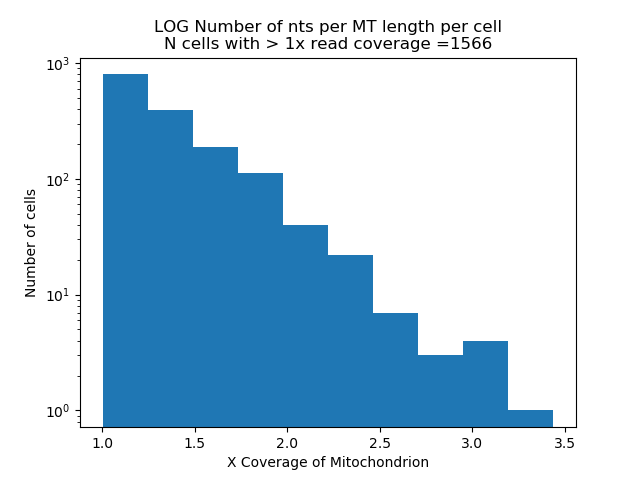 LOG Number of nts per MT length per cell
N cells with > 1x read coverage =1566
Number of cells
10³
10²
10¹
10⁰
1.0 1.5 2.0 2.5 3.0 3.5
X Coverage of Mitochondrion